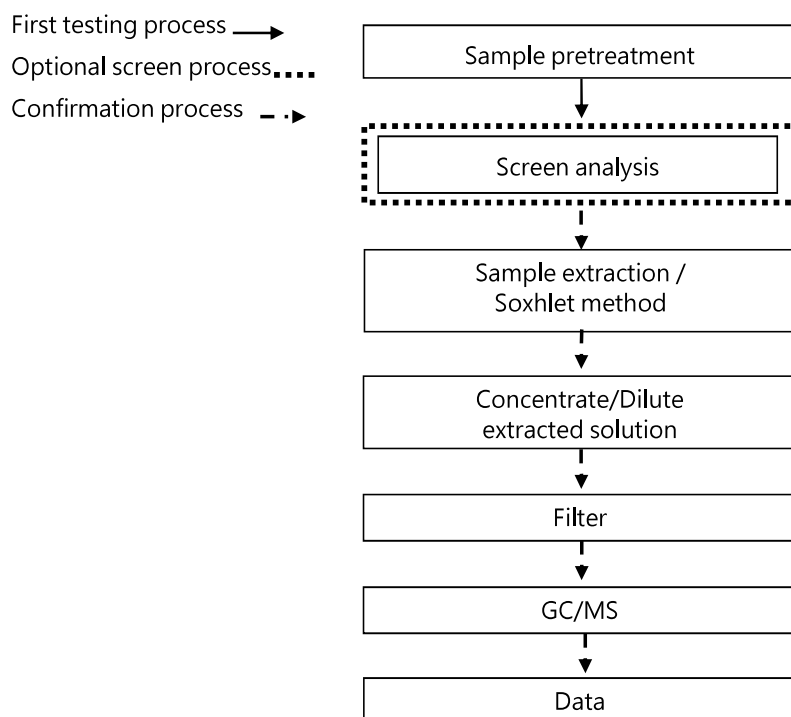 First testing process
Optional screen process
Confirmation process
Sample pretreatment
Screen analysis
Sample extraction /
Soxhlet method
Concentrate/Dilute
extracted solution
Filter
GC/MS
Data